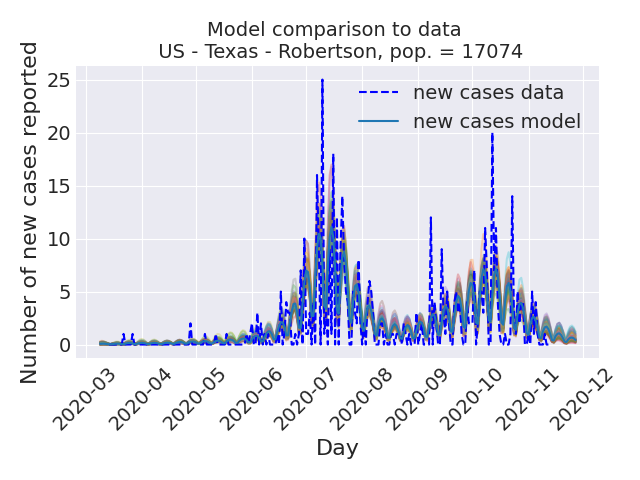 Model comparison to data
US - Texas - Robertson, pop. = 17074
Number of new cases reported
25
20
15
10
5
0
new cases data
new cases model
2020-03
2020-04
2020-05
2020-06
2020-07
2020-08
2020-09
2020-10
2020-11
2020-12
Day